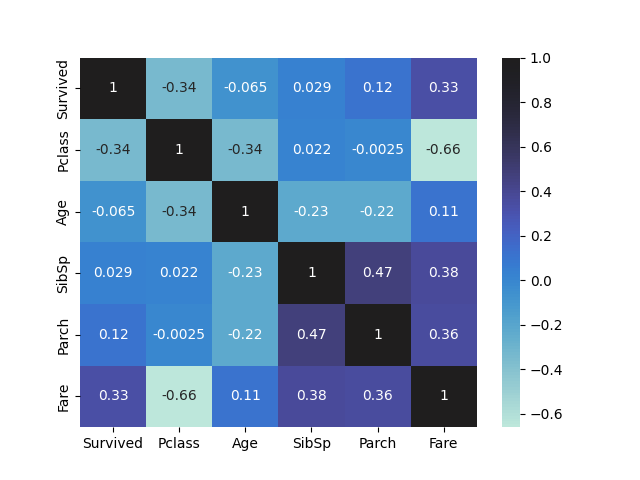 Survived 1 -0.34 -0.065 0.029 0.12 0.33
Pclass -0.34 1 -0.34 0.022 -0.0025 -0.66
Age -0.065 -0.34 1 -0.23 -0.22 0.11
SibSp 0.029 0.022 -0.23 1 0.47 0.38
Parch 0.12 -0.0025 -0.22 0.47 1 0.36
Fare 0.33 -0.66 0.11 0.38 0.36 1
Survived Pclass Age SibSp Parch Fare
1.0
0.8
0.6
0.4
0.2
0.0
−0.2
−0.4
−0.6